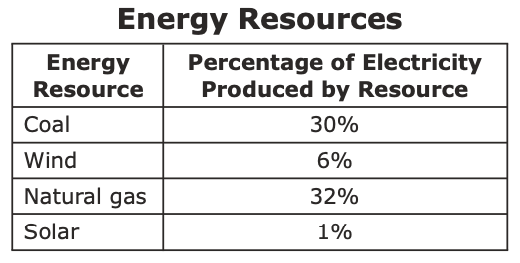 Energy Resources
Energy Resource Percentage of Electricity Produced by Resource
Coal 30%
Wind 6%
Natural gas 32%
Solar 1%